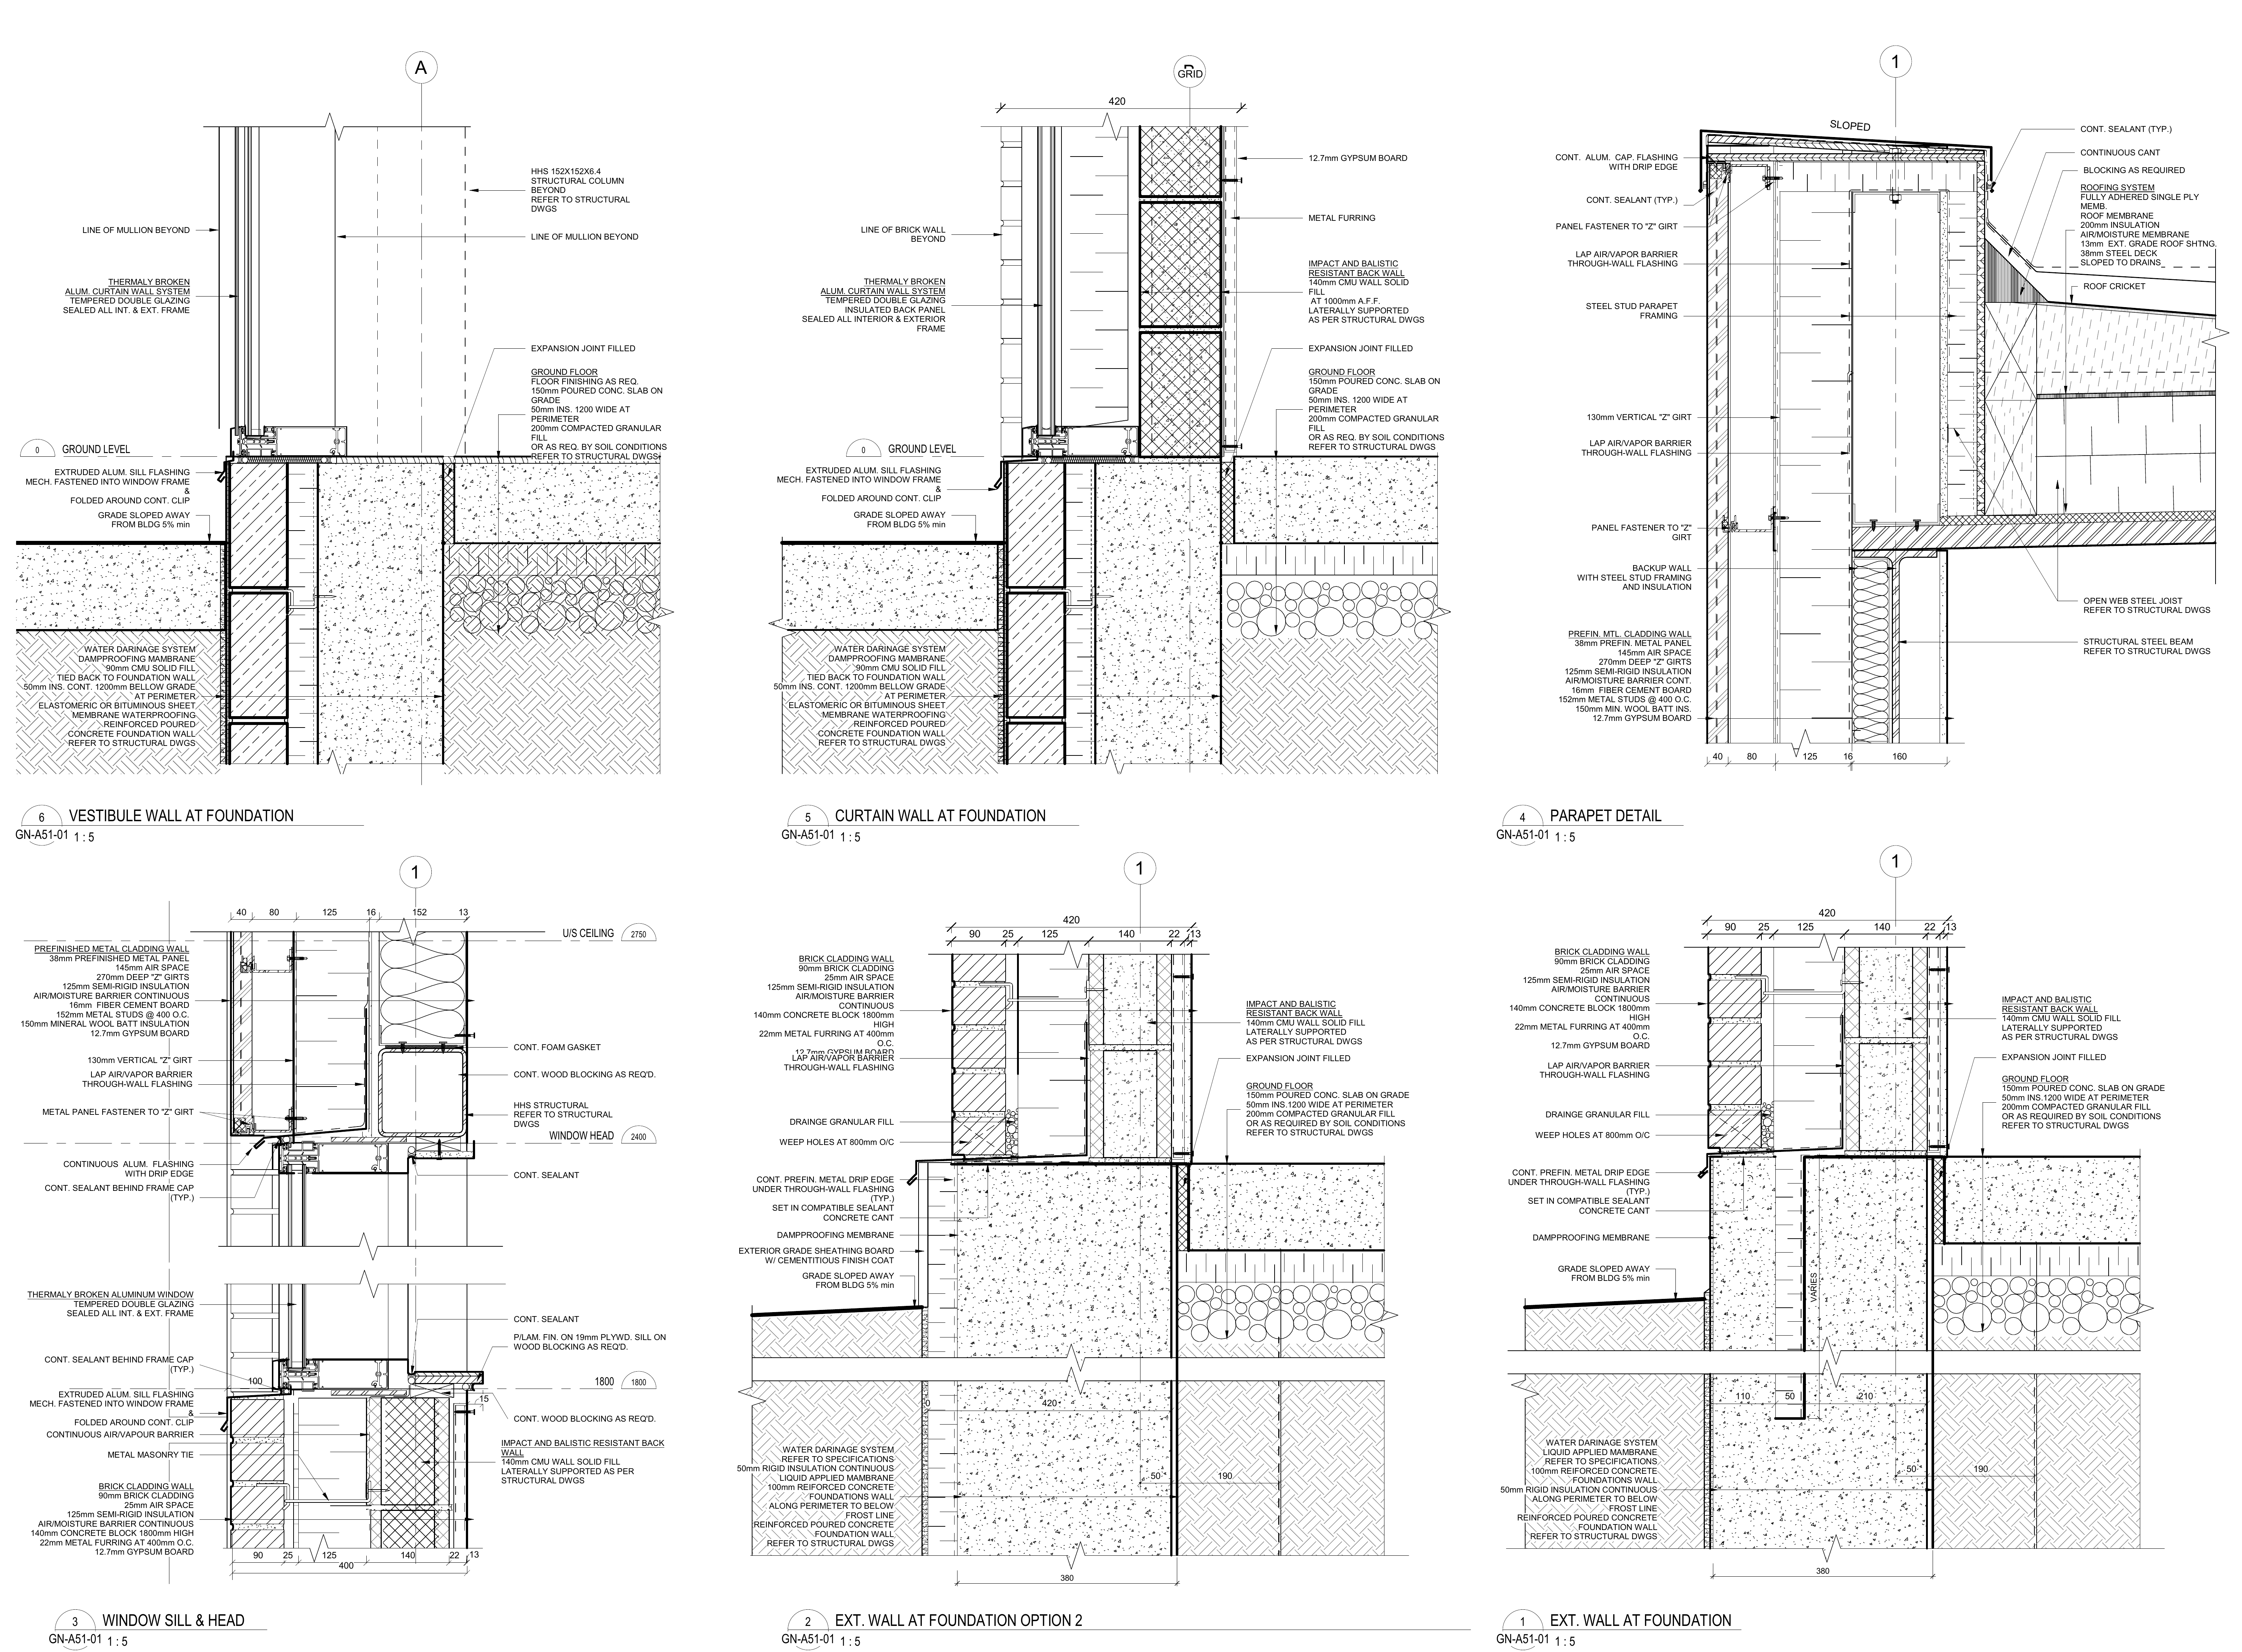 A
HHS 152X152X6.4
STRUCTURAL COLUMN
BEYOND
REFER TO STRUCTURAL
DWGS
LINE OF MULLION BEYOND
LINE OF MULLION BEYOND
THERMALY BROKEN
ALUM. CURTAIN WALL SYSTEM
TEMPERED DOUBLE GLAZING
SEALED ALL INT. & EXT. FRAME
EXPANSION JOINT FILLED
GROUND FLOOR
FLOOR FINISHING AS REQ.
150mm POURED CONC. SLAB ON
GRADE
50mm INS. 1200 WIDE AT
PERIMETER
200mm COMPACTED GRANULAR
FILL
OR AS REQ. BY SOIL CONDITIONS
REFER TO STRUCTURAL DWGS
0
GROUND LEVEL
EXTRUDED ALUM. SILL FLASHING
MECH. FASTENED INTO WINDOW FRAME
&
FOLDED AROUND CONT. CLIP
GRADE SLOPED AWAY
FROM BLDG 5% min
WATER DARINAGE SYSTEM
DAMPPROOFING MAMBRANE
90mm CMU SOLID FILL
TIED BACK TO FOUNDATION WALL
50mm INS. CONT. 1200mm BELLOW GRADE
AT PERIMETER
ELASTOMERIC OR BITUMINOUS SHEET
MEMBRANE WATERPROOFING
REINFORCED POURED
CONCRETE FOUNDATION WALL
REFER TO STRUCTURAL DWGS
6
VESTIBULE WALL AT FOUNDATION
GN-A51-01
1 : 5
GRID
420
12.7mm GYPSUM BOARD
METAL FURRING
LINE OF BRICK WALL
BEYOND
IMPACT AND BALISTIC
RESISTANT BACK WALL
140mm CMU WALL SOLID
FILL
AT 1000mm A.F.F.
LATERALLY SUPPORTED
AS PER STRUCTURAL DWGS
THERMALY BROKEN
ALUM. CURTAIN WALL SYSTEM
TEMPERED DOUBLE GLAZING
INSULATED BACK PANEL
SEALED ALL INTERIOR & EXTERIOR
FRAME
EXPANSION JOINT FILLED
GROUND FLOOR
150mm POURED CONC. SLAB ON
GRADE
50mm INS. 1200 WIDE AT
PERIMETER
200mm COMPACTED GRANULAR
FILL
OR AS REQ. BY SOIL CONDITIONS
REFER TO STRUCTURAL DWGS
0
GROUND LEVEL
EXTRUDED ALUM. SILL FLASHING
MECH. FASTENED INTO WINDOW FRAME
&
FOLDED AROUND CONT. CLIP
GRADE SLOPED AWAY
FROM BLDG 5% min
WATER DARINAGE SYSTEM
DAMPPROOFING MAMBRANE
90mm CMU SOLID FILL
TIED BACK TO FOUNDATION WALL
50mm INS. CONT. 1200mm BELLOW GRADE
AT PERIMETER
ELASTOMERIC OR BITUMINOUS SHEET
MEMBRANE WATERPROOFING
REINFORCED POURED
CONCRETE FOUNDATION WALL
REFER TO STRUCTURAL DWGS
5
CURTAIN WALL AT FOUNDATION
GN-A51-01
1 : 5
1
SLOPED
CONT. ALUM. CAP. FLASHING
WITH DRIP EDGE
CONT. SEALANT (TYP.)
PANEL FASTENER TO "Z" GIRT
LAP AIR/VAPOR BARRIER
THROUGH-WALL FLASHING
STEEL STUD PARAPET
FRAMING
130mm VERTICAL "Z" GIRT
LAP AIR/VAPOR BARRIER
THROUGH-WALL FLASHING
PANEL FASTENER TO "Z"
GIRT
BACKUP WALL
WITH STEEL STUD FRAMING
AND INSULATION
PREFIN. MTL. CLADDING WALL
38mm PREFIN. METAL PANEL
145mm AIR SPACE
270mm DEEP "Z" GIRTS
125mm SEMI-RIGID INSULATION
AIR/MOISTURE BARRIER CONT.
16mm FIBER CEMENT BOARD
152mm METAL STUDS @ 400 O.C.
150mm MIN. WOOL BATT INS.
12.7mm GYPSUM BOARD
CONT. SEALANT (TYP.)
CONTINUOUS CANT
BLOCKING AS REQUIRED
ROOFING SYSTEM
FULLY ADHERED SINGLE PLY
MEMB.
ROOF MEMBRANE
200mm INSULATION
AIR/MOISTURE MEMBRANE
13mm EXT. GRADE ROOF SHTNG.
38mm STEEL DECK
SLOPED TO DRAINS
ROOF CRICKET
OPEN WEB STEEL JOIST
REFER TO STRUCTURAL DWGS
STRUCTURAL STEEL BEAM
REFER TO STRUCTURAL DWGS
40 80 125 16 160
4
PARAPET DETAIL
GN-A51-01
1 : 5
1
40 80 125 16 152 13
U/S CEILING 2750
PREFINISHED METAL CLADDING WALL
38mm PREFINISHED METAL PANEL
145mm AIR SPACE
270mm DEEP "Z" GIRTS
125mm SEMI-RIGID INSULATION
AIR/MOISTURE BARRIER CONTINUOUS
16mm FIBER CEMENT BOARD
152mm METAL STUDS @ 400 O.C.
150mm MINERAL WOOL BATT INSULATION
12.7mm GYPSUM BOARD
130mm VERTICAL "Z" GIRT
LAP AIR/VAPOR BARRIER
THROUGH-WALL FLASHING
METAL PANEL FASTENER TO "Z" GIRT
CONT. FOAM GASKET
CONT. WOOD BLOCKING AS REQ'D.
HHS STRUCTURAL
REFER TO STRUCTURAL
DWGS
WINDOW HEAD 2400
CONTINUOUS ALUM. FLASHING
WITH DRIP EDGE
CONT. SEALANT BEHIND FRAME CAP
(TYP.)
CONT. SEALANT
THERMALY BROKEN ALUMINUM WINDOW
TEMPERED DOUBLE GLAZING
SEALED ALL INT. & EXT. FRAME
CONT. SEALANT
P/LAM. FIN. ON 19mm PLYWD. SILL ON
WOOD BLOCKING AS REQ'D.
CONT. SEALANT BEHIND FRAME CAP
(TYP.)
100
1800 1800
15
EXTRUDED ALUM. SILL FLASHING
MECH. FASTENED INTO WINDOW FRAME
&
FOLDED AROUND CONT. CLIP
CONTINUOUS AIR/VAPOUR BARRIER
METAL MASONRY TIE
CONT. WOOD BLOCKING AS REQ'D.
IMPACT AND BALISTIC RESISTANT BACK
WALL
140mm CMU WALL SOLID FILL
LATERALLY SUPPORTED AS PER
STRUCTURAL DWGS
BRICK CLADDING WALL
90mm BRICK CLADDING
25mm AIR SPACE
125mm SEMI-RIGID INSULATION
AIR/MOISTURE BARRIER CONTINUOUS
140mm CONCRETE BLOCK 1800mm HIGH
22mm METAL FURRING AT 400mm O.C.
12.7mm GYPSUM BOARD
90 25 125 140 22 13
400
3
WINDOW SILL & HEAD
GN-A51-01
1 : 5
1
420
90 25 125 140 22 13
BRICK CLADDING WALL
90mm BRICK CLADDING
25mm AIR SPACE
125mm SEMI-RIGID INSULATION
AIR/MOISTURE BARRIER
CONTINUOUS
140mm CONCRETE BLOCK 1800mm
HIGH
22mm METAL FURRING AT 400mm
O.C.
12.7mm GYPSUM BOARD
LAP AIR/VAPOR BARRIER
THROUGH-WALL FLASHING
DRAINGE GRANULAR FILL
WEEP HOLES AT 800mm O/C
CONT. PREFIN. METAL DRIP EDGE
UNDER THROUGH-WALL FLASHING
(TYP.)
SET IN COMPATIBLE SEALANT
CONCRETE CANT
DAMPPROOFING MEMBRANE
EXTERIOR GRADE SHEATHING BOARD
W/ CEMENTITIOUS FINISH COAT
GRADE SLOPED AWAY
FROM BLDG 5% min
IMPACT AND BALISTIC
RESISTANT BACK WALL
140mm CMU WALL SOLID FILL
LATERALLY SUPPORTED
AS PER STRUCTURAL DWGS
EXPANSION JOINT FILLED
GROUND FLOOR
150mm POURED CONC. SLAB ON GRADE
50mm INS.1200 WIDE AT PERIMETER
200mm COMPACTED GRANULAR FILL
OR AS REQUIRED BY SOIL CONDITIONS
REFER TO STRUCTURAL DWGS
0 420
50 190
WATER DARINAGE SYSTEM
REFER TO SPECIFICATIONS
50mm RIGID INSULATION CONTINUOUS
LIQUID APPLIED MAMBRANE
100mm REIFORCED CONCRETE
FOUNDATIONS WALL
ALONG PERIMETER TO BELOW
FROST LINE
REINFORCED POURED CONCRETE
FOUNDATION WALL
REFER TO STRUCTURAL DWGS
380
2
EXT. WALL AT FOUNDATION OPTION 2
GN-A51-01
1 : 5
1
420
90 25 125 140 22 13
BRICK CLADDING WALL
90mm BRICK CLADDING
25mm AIR SPACE
125mm SEMI-RIGID INSULATION
AIR/MOISTURE BARRIER
CONTINUOUS
140mm CONCRETE BLOCK 1800mm
HIGH
22mm METAL FURRING AT 400mm
O.C.
12.7mm GYPSUM BOARD
LAP AIR/VAPOR BARRIER
THROUGH-WALL FLASHING
DRAINGE GRANULAR FILL
WEEP HOLES AT 800mm O/C
CONT. PREFIN. METAL DRIP EDGE
UNDER THROUGH-WALL FLASHING
(TYP.)
SET IN COMPATIBLE SEALANT
CONCRETE CANT
DAMPPROOFING MEMBRANE
GRADE SLOPED AWAY
FROM BLDG 5% min
IMPACT AND BALISTIC
RESISTANT BACK WALL
140mm CMU WALL SOLID FILL
LATERALLY SUPPORTED
AS PER STRUCTURAL DWGS
EXPANSION JOINT FILLED
GROUND FLOOR
150mm POURED CONC. SLAB ON GRADE
50mm INS.1200 WIDE AT PERIMETER
200mm COMPACTED GRANULAR FILL
OR AS REQUIRED BY SOIL CONDITIONS
REFER TO STRUCTURAL DWGS
VARIES
110 50 210
50 190
WATER DARINAGE SYSTEM
LIQUID APPLIED MAMBRANE
REFER TO SPECIFICATIONS
100mm REIFORCED CONCRETE
FOUNDATIONS WALL
50mm RIGID INSULATION CONTINUOUS
ALONG PERIMETER TO BELOW
FROST LINE
REINFORCED POURED CONCRETE
FOUNDATION WALL
REFER TO STRUCTURAL DWGS
380
1
EXT. WALL AT FOUNDATION
GN-A51-01
1 : 5